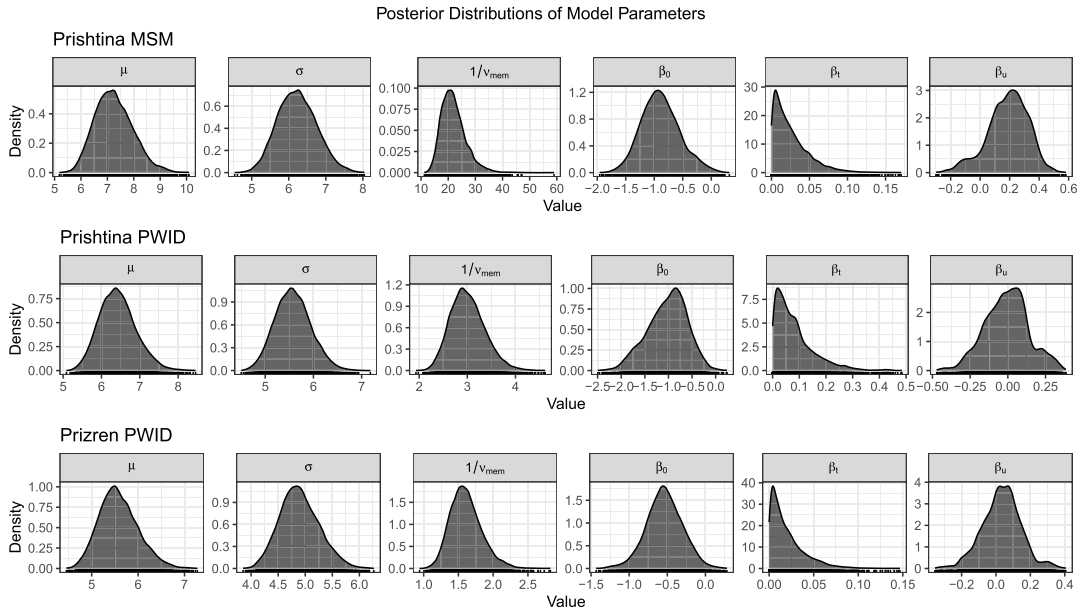 Posterior Distributions of Model Parameters
Prishtina MSM
μ σ 1/νmem β0 βt βu
Density
0.4 0.2 0.0
0.6 0.4 0.2 0.0
0.100 0.075 0.050 0.025 0.000
1.2 0.8 0.4 0.0
30 20 10 0
3 2 1 0
5 6 7 8 9 10 5 6 7 8 10 20 30 40 50 60 −2.0 −1.5 −1.0 −0.5 0.0 0.00 0.05 0.10 0.15 −0.2 0.0 0.2 0.4 0.6
Value
Prishtina PWID
μ σ 1/νmem β0 βt βu
Density
0.75 0.50 0.25 0.00
0.9 0.6 0.3 0.0
1.2 0.9 0.6 0.3 0.0
1.00 0.75 0.50 0.25 0.00
7.5 5.0 2.5 0.0
2 1 0
5 6 7 8 5 6 7 2 3 4 −2.5 −2.0 −1.5 −1.0 −0.5 0.0 0.0 0.1 0.2 0.3 0.4 0.5 −0.50 −0.25 0.00 0.25
Value
Prizren PWID
μ σ 1/νmem β0 βt βu
Density
1.00 0.75 0.50 0.25 0.00
0.9 0.6 0.3 0.0
1.5 1.0 0.5 0.0
1.5 1.0 0.5 0.0
40 30 20 10 0
4 3 2 1 0
5 6 7 4.0 4.5 5.0 5.5 6.0 1.0 1.5 2.0 2.5 −1.5 −1.0 −0.5 0.0 0.00 0.05 0.10 0.15 −0.2 0.0 0.2 0.4
Value